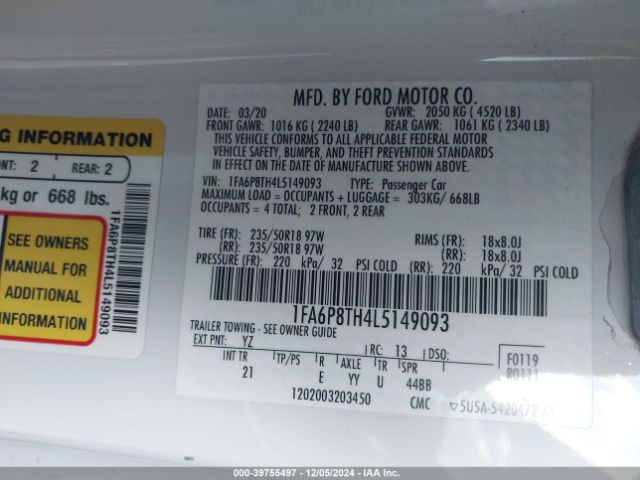 MFD. BY FORD MOTOR CO.
DATE: 03/20 GVWR: 2050 KG (4520 LB)
FRONT GAWR: 1016 KG (2240 LB) REAR GAWR: 1061 KG (2340 LB)
THIS VEHICLE CONFORMS TO ALL APPLICABLE FEDERAL MOTOR
VEHICLE SAFETY, BUMPER, AND THEFT PREVENTION STANDARDS
IN EFFECT ON THE DATE OF MANUFACTURE SHOWN ABOVE.
VIN: 1FA6P8TH4L5149093 TYPE: Passenger Car
MAXIMUM LOAD = OCCUPANTS + LUGGAGE = 303KG/ 668LB
OCCUPANTS = 4 TOTAL; 2 FRONT, 2 REAR
TIRE (FR): 235/50R18 97W RIMS (FR): 18x8.0J
(RR): 235/50R18 97W (RR): 18x8.0J
PRESSURE (FR): 220 kPa/ 32 PSI COLD (RR): 220 kPa/ 32 PSI COLD
1FA6P8TH4L5149093
TRAILER TOWING - SEE OWNER GUIDE
EXT PNT: YZ RC: 13 DSO: F0119
INT TR TP/PS R AXLE TR SPR R0111
21 E YY U 44BB
1202003203450 CMC 5U5A-5420472-AA
G INFORMATION
NT: 2 REAR: 2
kg or 668 lbs.
SEE OWNERS
MANUAL FOR
ADDITIONAL
INFORMATION
1FA6P8TH4L5149093
000-39755497 - 12/05/2024 - IAA Inc.